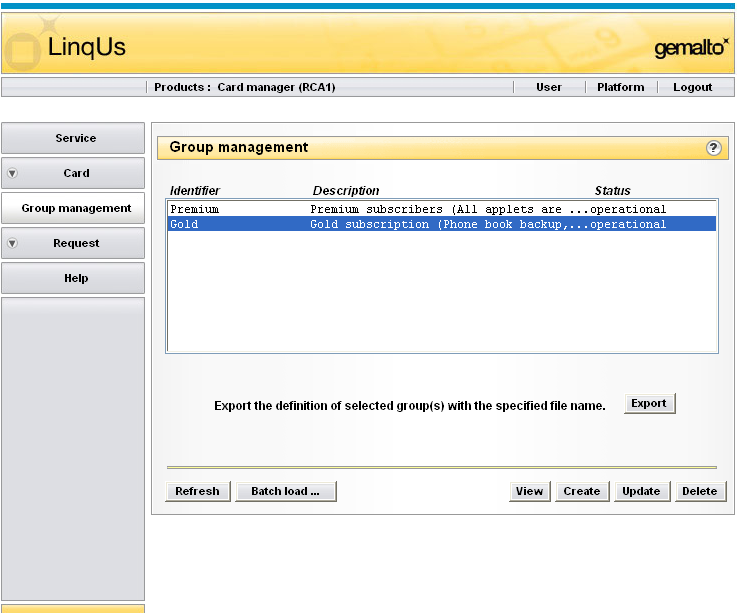 LinqUs
gemalto
Products : Card manager (RCA1) User Platform Logout
Service
Card
Group management
Request
Help
Group management ?
Identifier Description Status
Premium Premium subscribers (All applets are ...operational
Gold Gold subscription (Phone book backup,...operational
Export the definition of selected group(s) with the specified file name. Export
Refresh Batch load ... View Create Update Delete